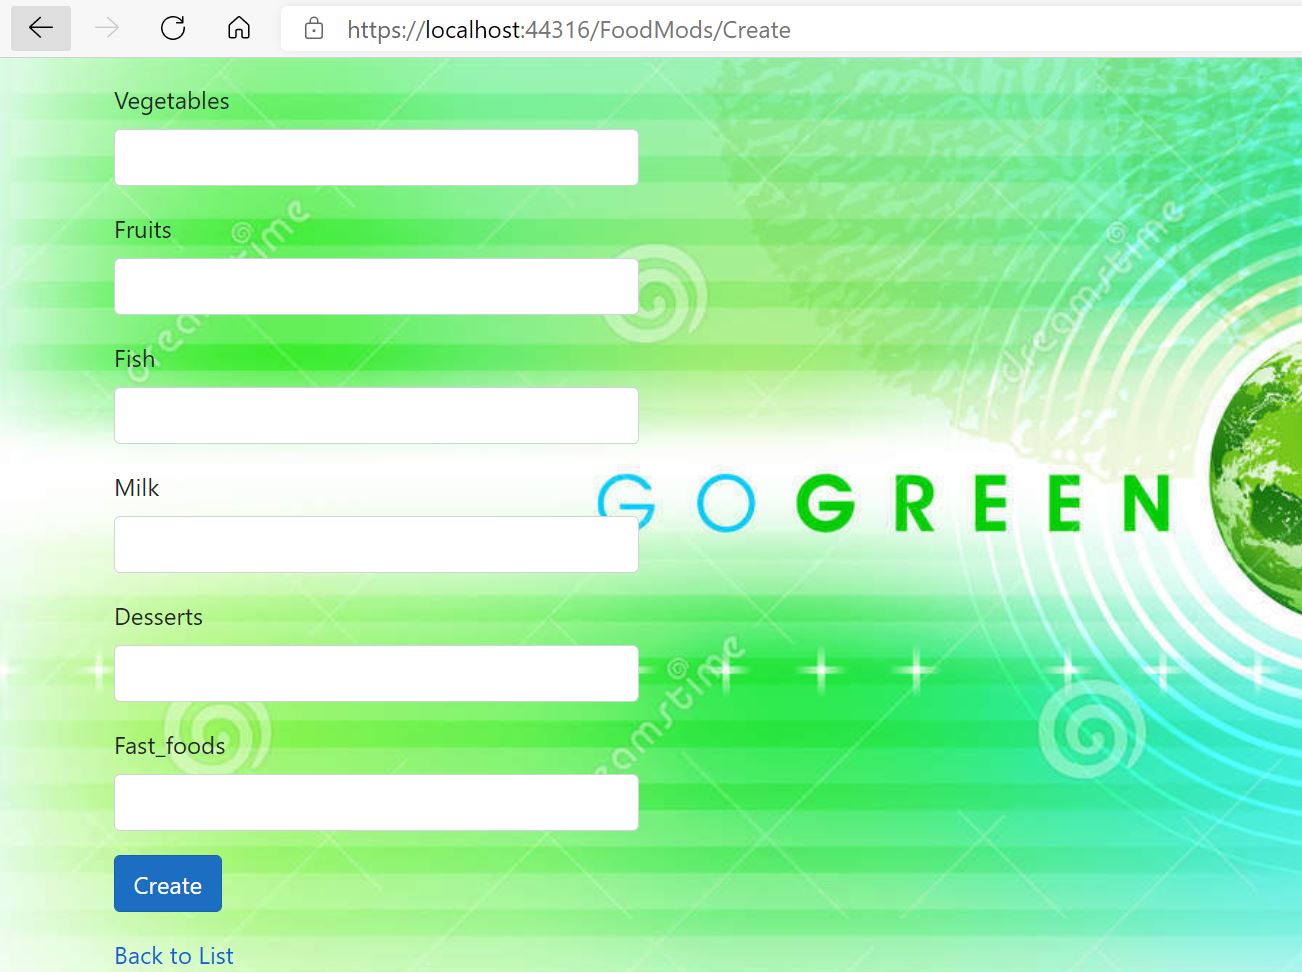 https://localhost:44316/FoodMods/Create
Vegetables
Fruits
dreamstime
dreamstime
Fish
Milk
GO GREEN
Desserts
dreamstime
Fast_foods
Create
Back to List